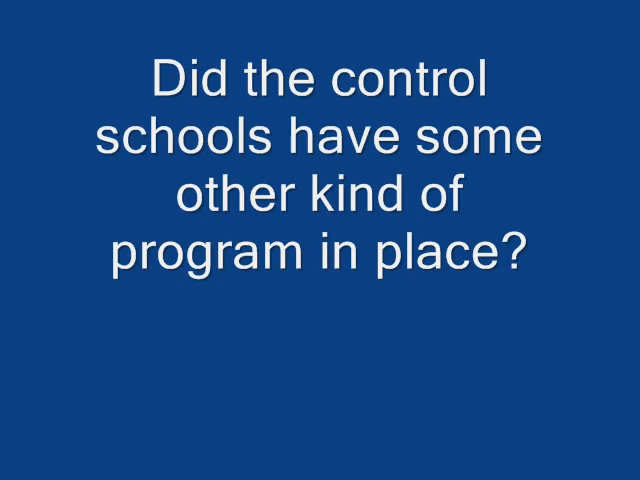 Did the control
schools have some
other kind of
program in place?